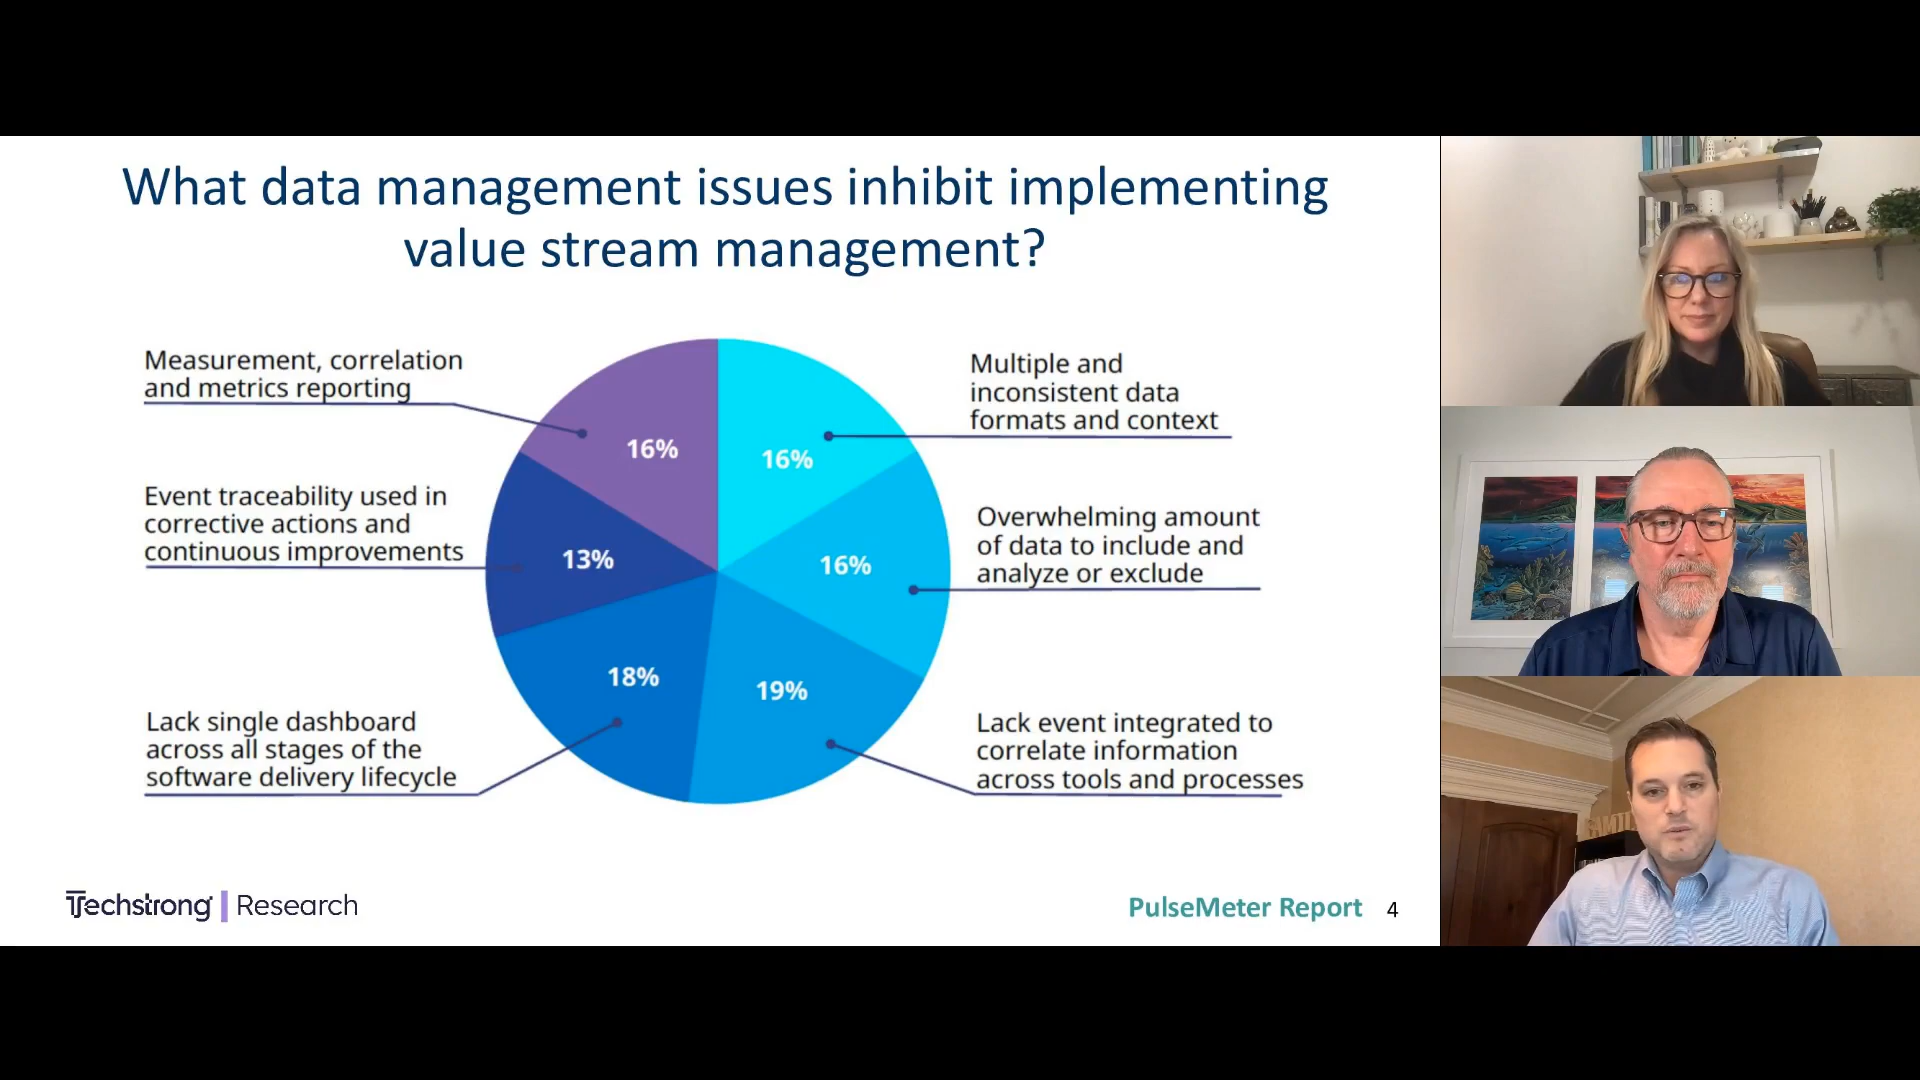 What data management issues inhibit implementing
value stream management?
Measurement, correlation
and metrics reporting
16%
Multiple and
inconsistent data
formats and context
16%
Event traceability used in
corrective actions and
continuous improvements
13%
Overwhelming amount
of data to include and
analyze or exclude
16%
Lack single dashboard
across all stages of the
software delivery lifecycle
18%
Lack event integrated to
correlate information
across tools and processes
19%
Techstrong | Research
PulseMeter Report 4